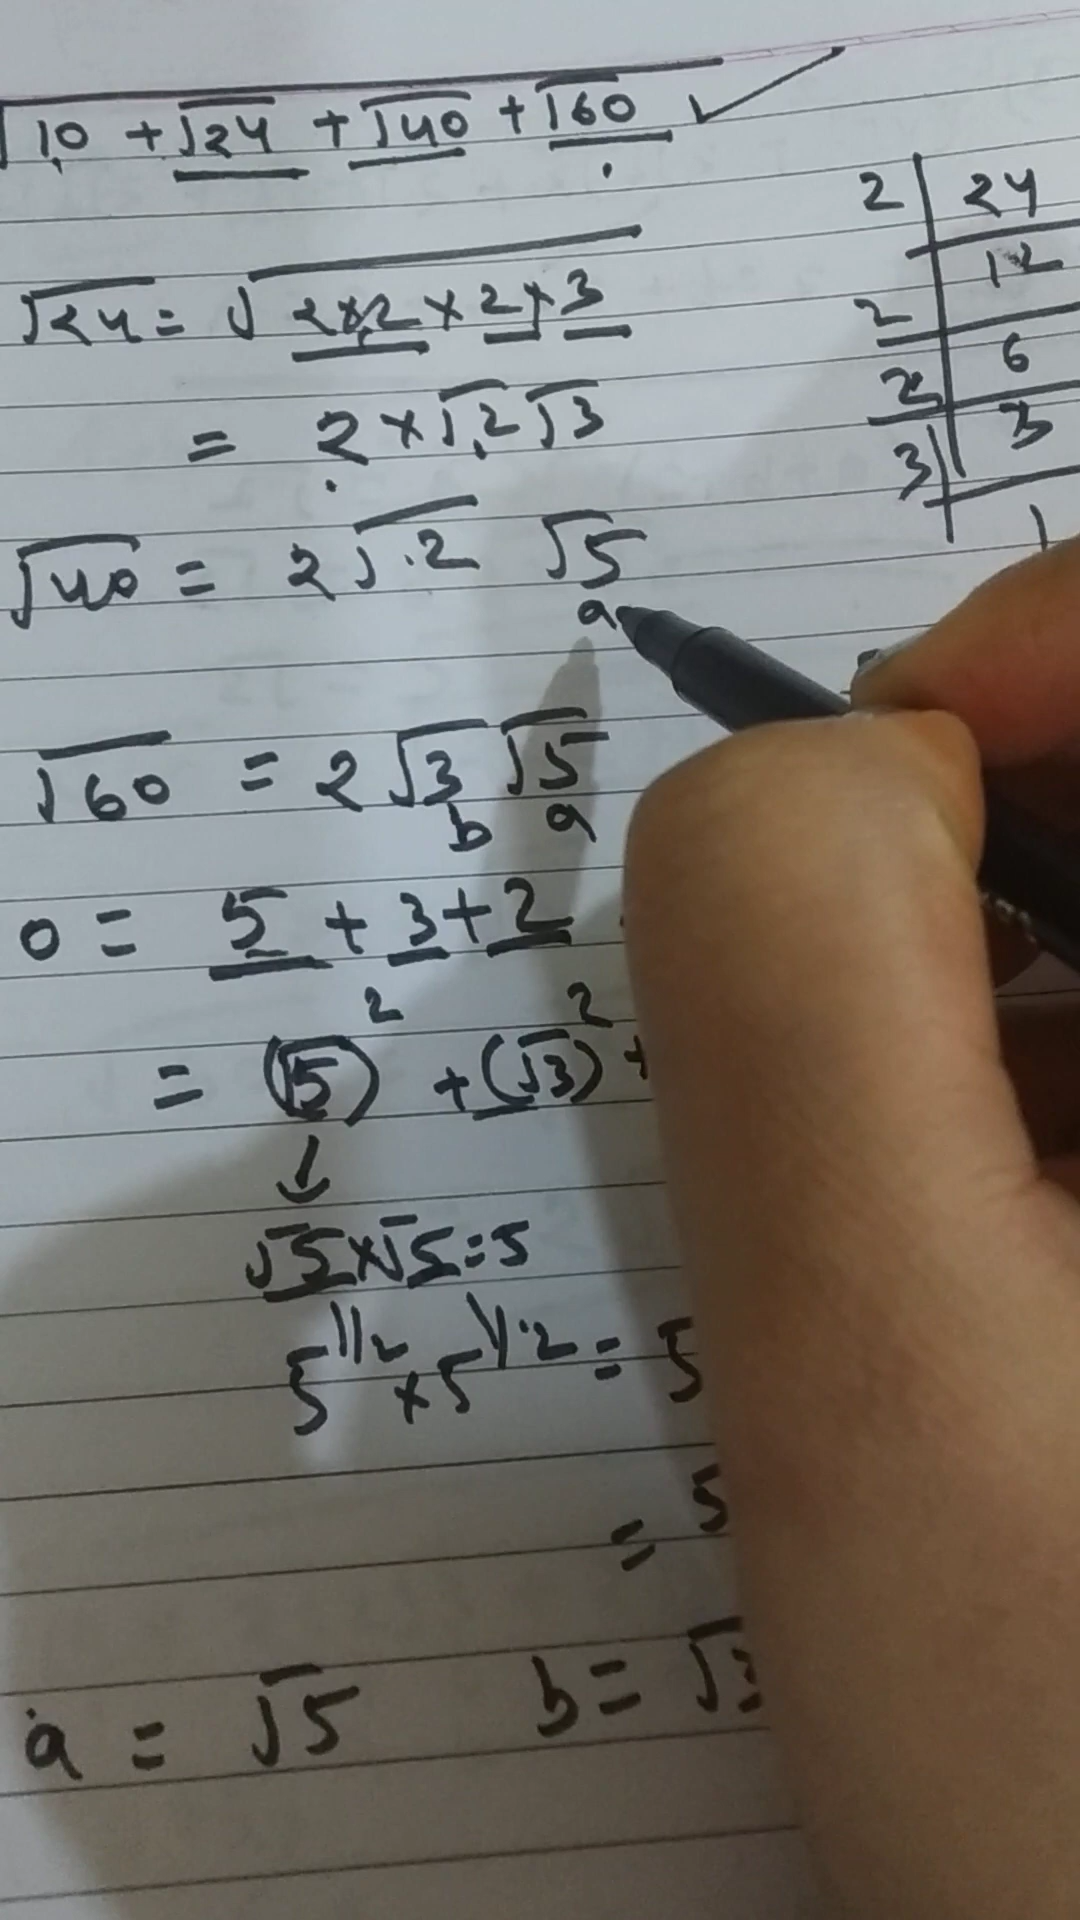 √(10 + √24 + √40 + √60) ✓
√24 = √(2×2×2×3)
= 2×√2√3
√40 = 2√2 √5
a
√60 = 2√3√5
b a
0 = 5 + 3 + 2
= (√5)² + (√3)² +
↓
√5×√5=5
5^1/2 × 5^1/2 = 5
= 5
a = √5 b = √
2 | 24
2 | 12
2 | 6
3 | 3
1